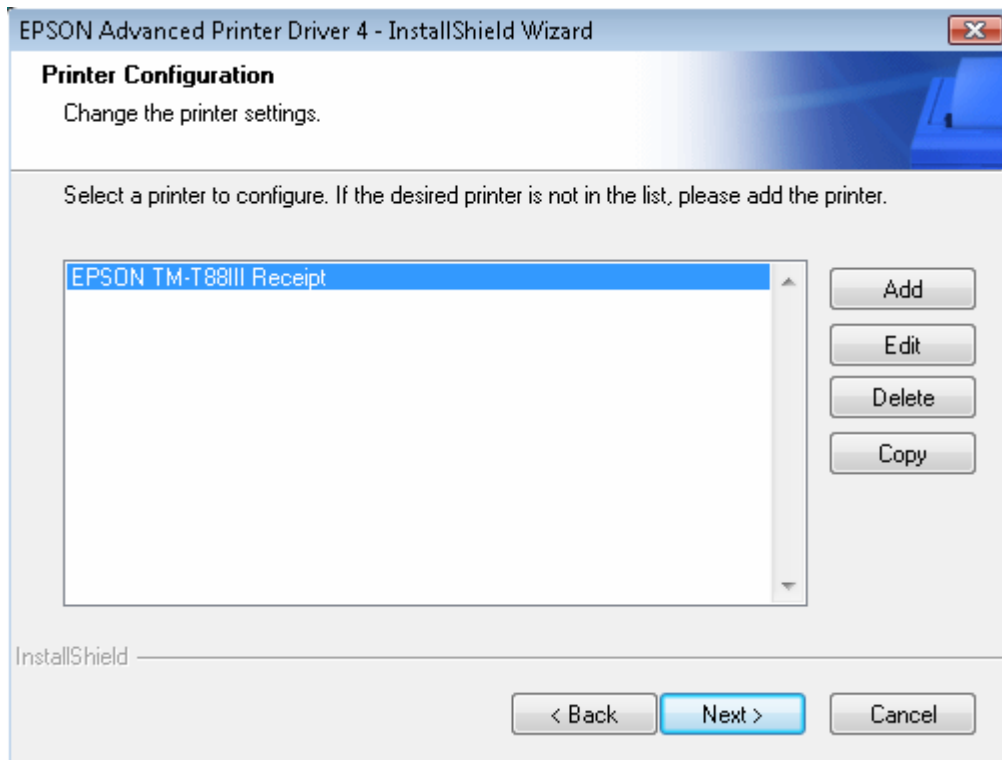 EPSON Advanced Printer Driver 4 - InstallShield Wizard
Printer Configuration
Change the printer settings.
Select a printer to configure. If the desired printer is not in the list, please add the printer.
EPSON TM-T88III Receipt
Add
Edit
Delete
Copy
InstallShield
< Back
Next >
Cancel